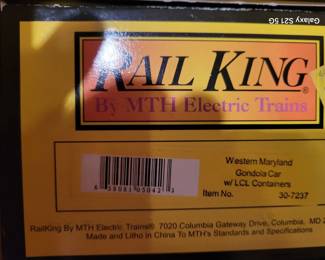 Galaxy S21 5G
RAIL KING®
By MTH Electric Trains
Western Maryland
Gondola Car
w/ LCL Containers
Item No. 30-7237
RailKing By MTH Electric Trains® 7020 Columbia Gateway Drive, Columbia, MD 2
Made and Litho in China To MTH's Standards and Specifications